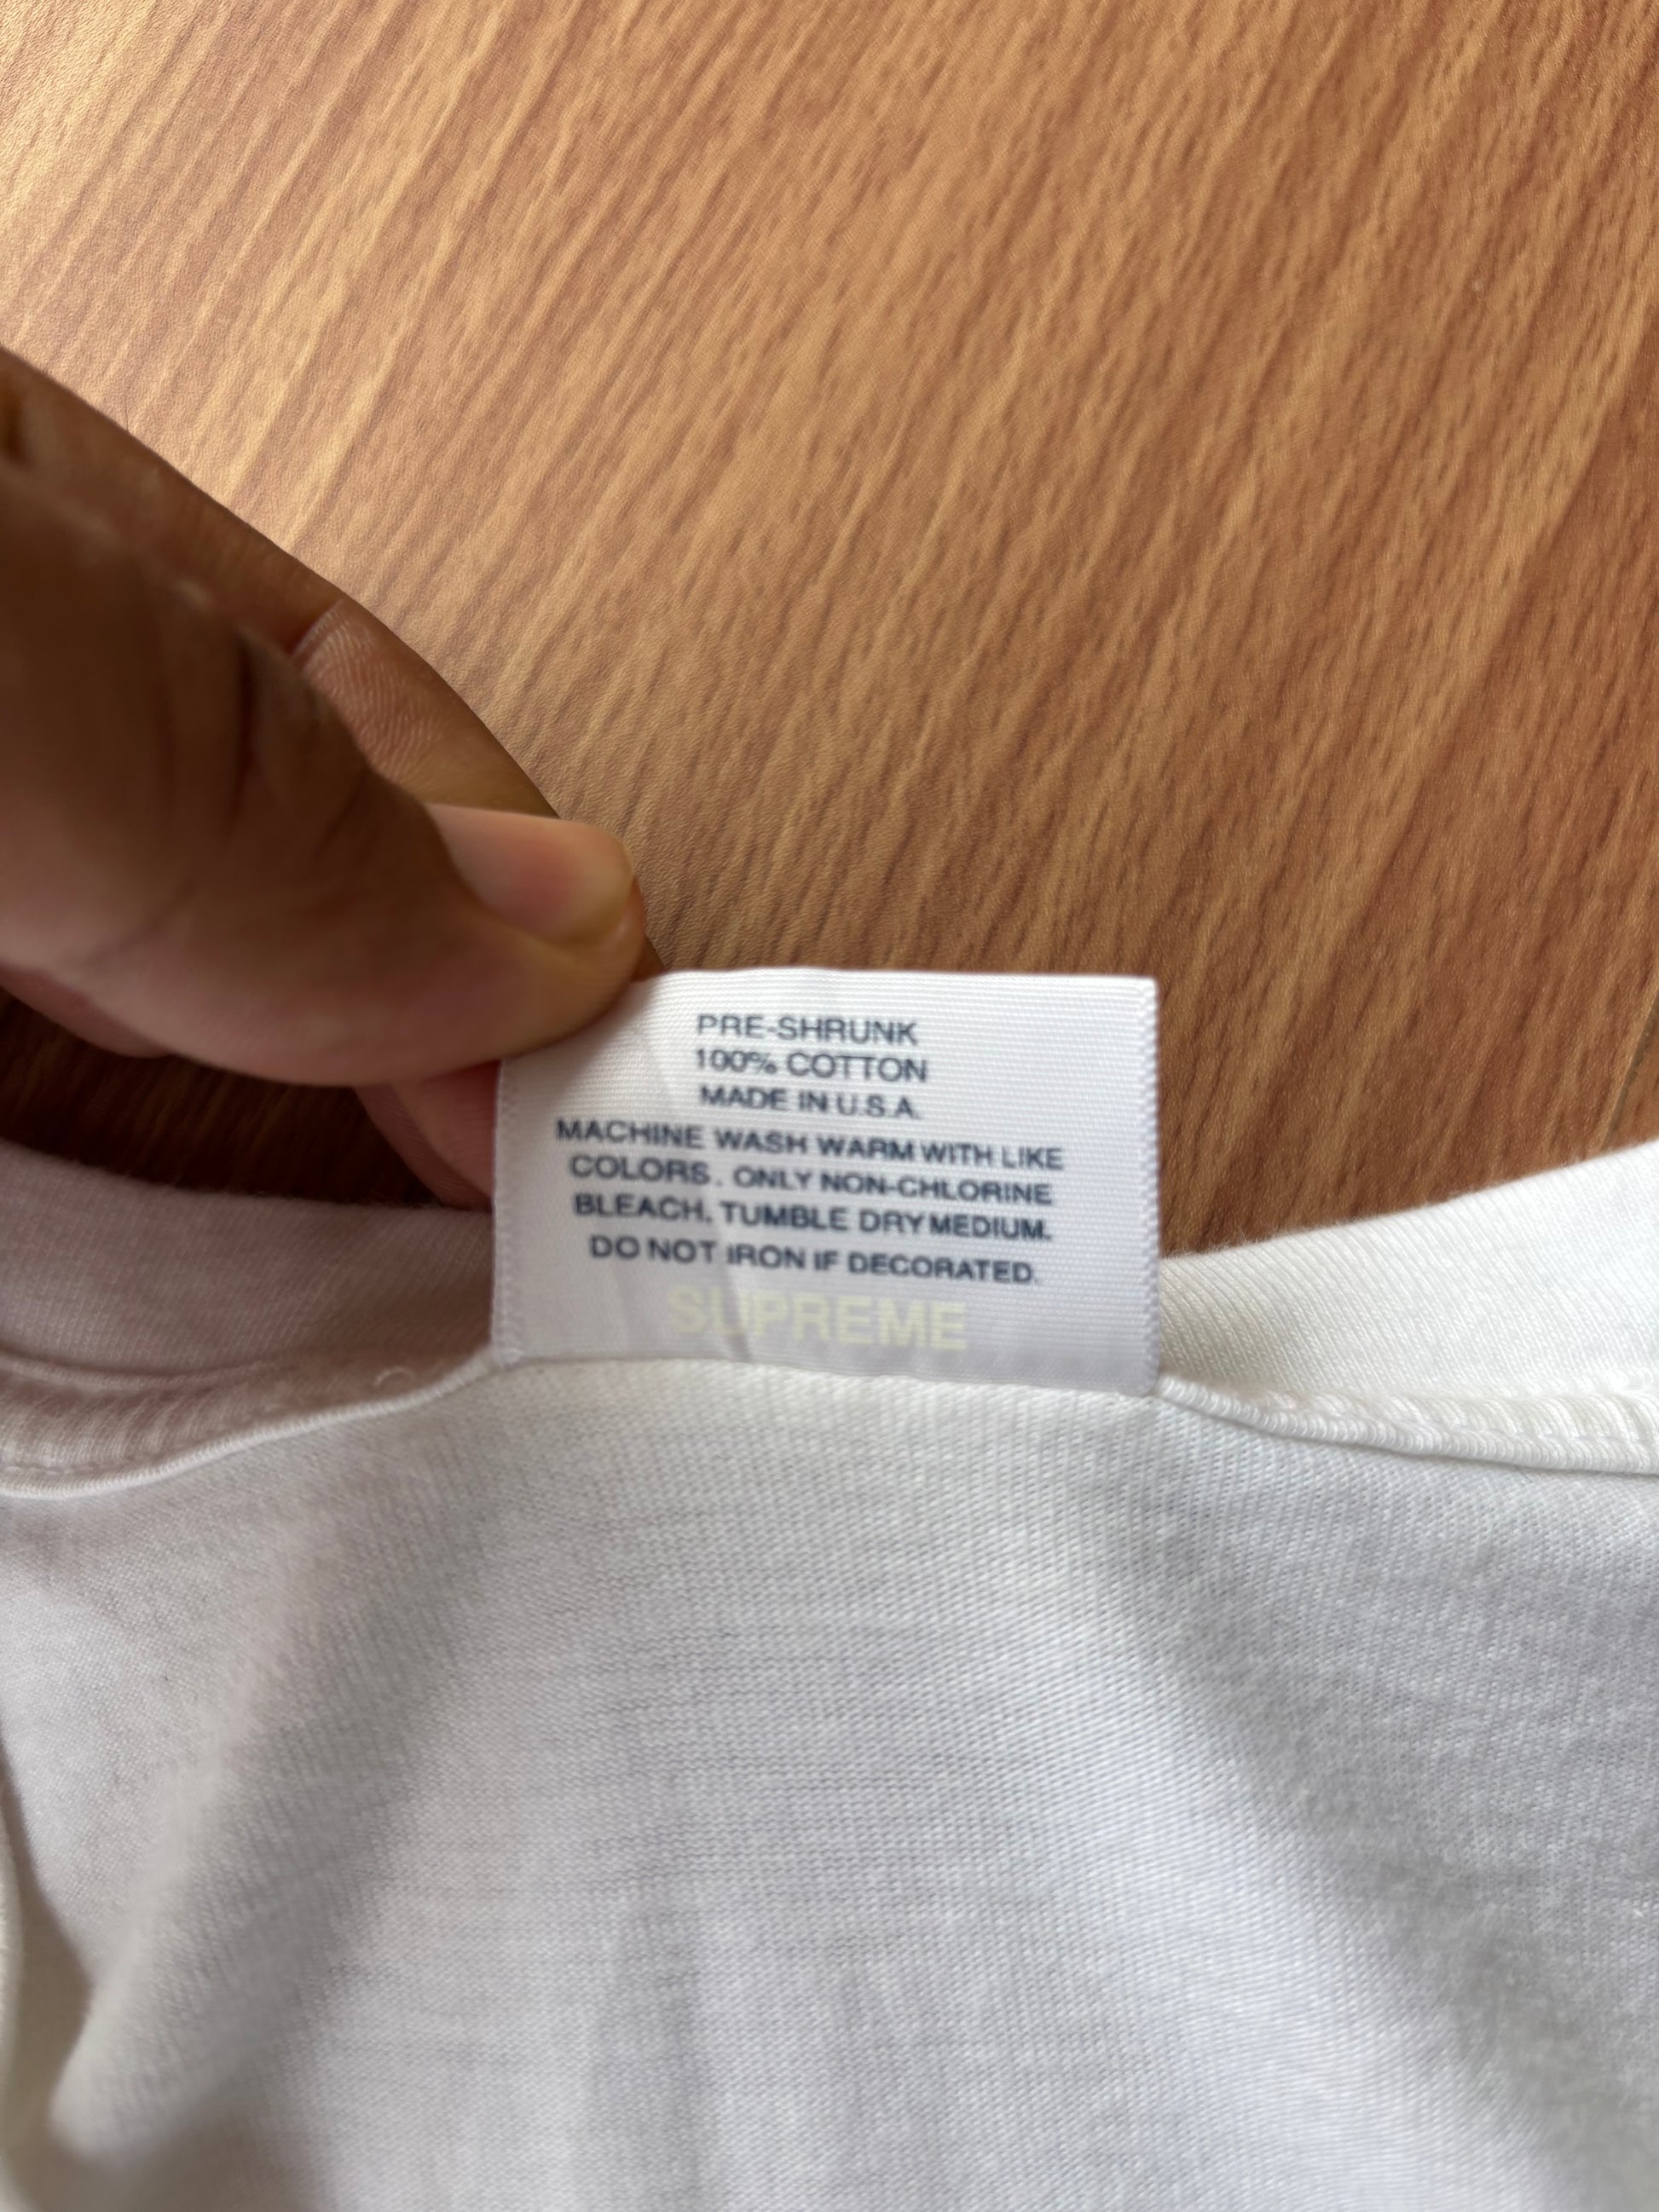 PRE-SHRUNK
100% COTTON
MADE IN U.S.A.
MACHINE WASH WARM WITH LIKE
COLORS. ONLY NON-CHLORINE
BLEACH. TUMBLE DRY MEDIUM.
DO NOT IRON IF DECORATED.
SUPREME